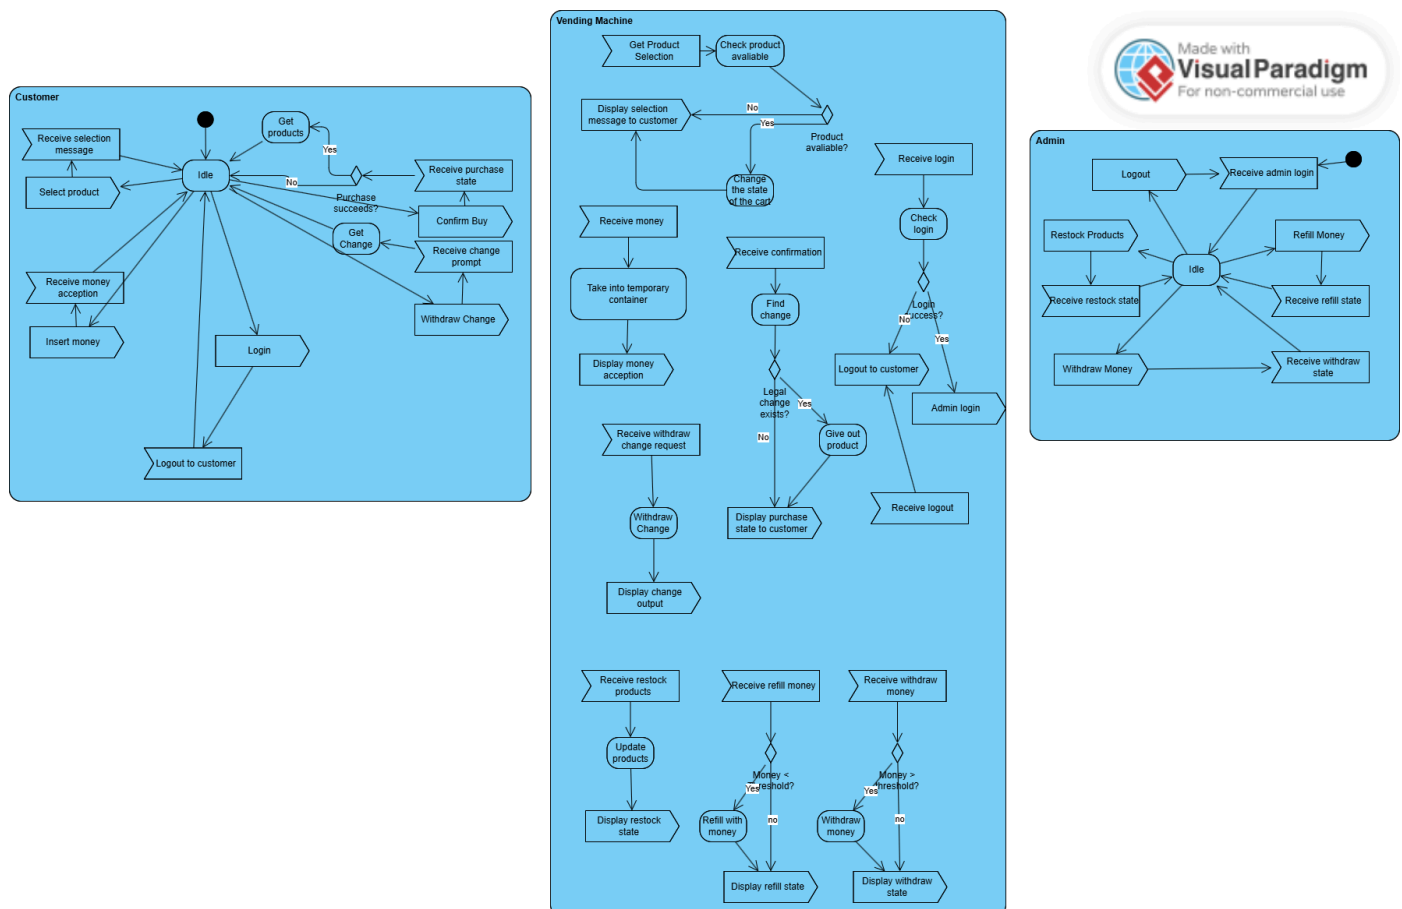 Customer
Receive selection
message
Select product
Idle
Get
products
Yes
No
Purchase
succeeds?
Receive purchase
state
Confirm Buy
Get
Change
Receive change
prompt
Withdraw Change
Receive money
acception
Insert money
Login
Logout to customer
Vending Machine
Get Product
Selection
Check product
avaliable
Display selection
message to customer
No
Yes
Product
avaliable?
Change
the state
of the cart
Receive login
Check
login
Login
success?
No
Yes
Logout to customer
Admin login
Receive logout
Receive money
Take into temporary
container
Display money
acception
Receive confirmation
Find
change
Legal
change
exists?
Yes
No
Give out
product
Display purchase
state to customer
Receive withdraw
change request
Withdraw
Change
Display change
output
Receive restock
products
Update
products
Display restock
state
Receive refill money
Money <
threshold?
Yes
no
Refill with
money
Display refill state
Receive withdraw
money
Money >
threshold?
Yes
no
Withdraw
money
Display withdraw
state
Made with
Visual Paradigm
For non-commercial use
Admin
Logout
Receive admin login
Restock Products
Refill Money
Idle
Receive restock state
Receive refill state
Withdraw Money
Receive withdraw
state